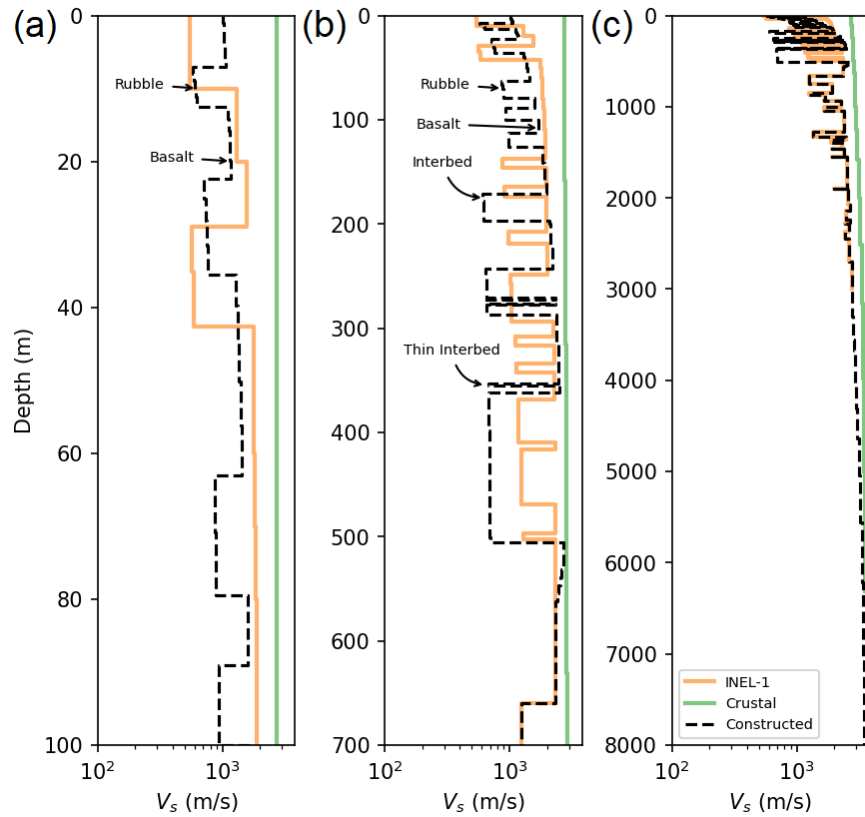 (a)
0
20
40
60
80
100
Depth (m)
Rubble
Basalt
10² 10³
Vₛ (m/s)
(b)
0
100
200
300
400
500
600
700
Rubble
Basalt
Interbed
Thin Interbed
10² 10³
Vₛ (m/s)
(c)
0
1000
2000
3000
4000
5000
6000
7000
8000
INEL-1
Crustal
Constructed
10² 10³
Vₛ (m/s)